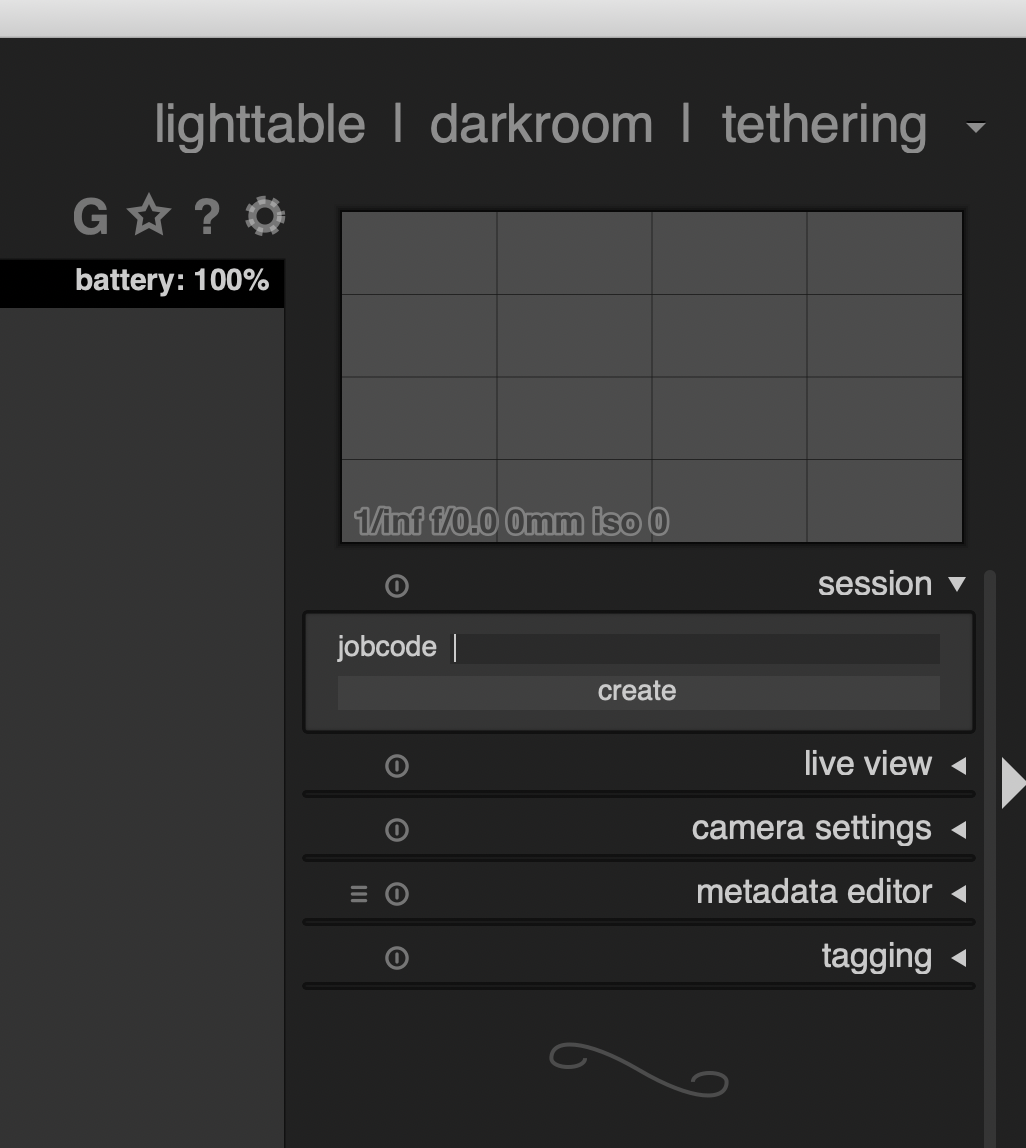 lighttable | darkroom | tethering
G ☆ ?
battery: 100%
1/inf f/0.0 0mm iso 0
session
jobcode
create
live view
camera settings
metadata editor
tagging